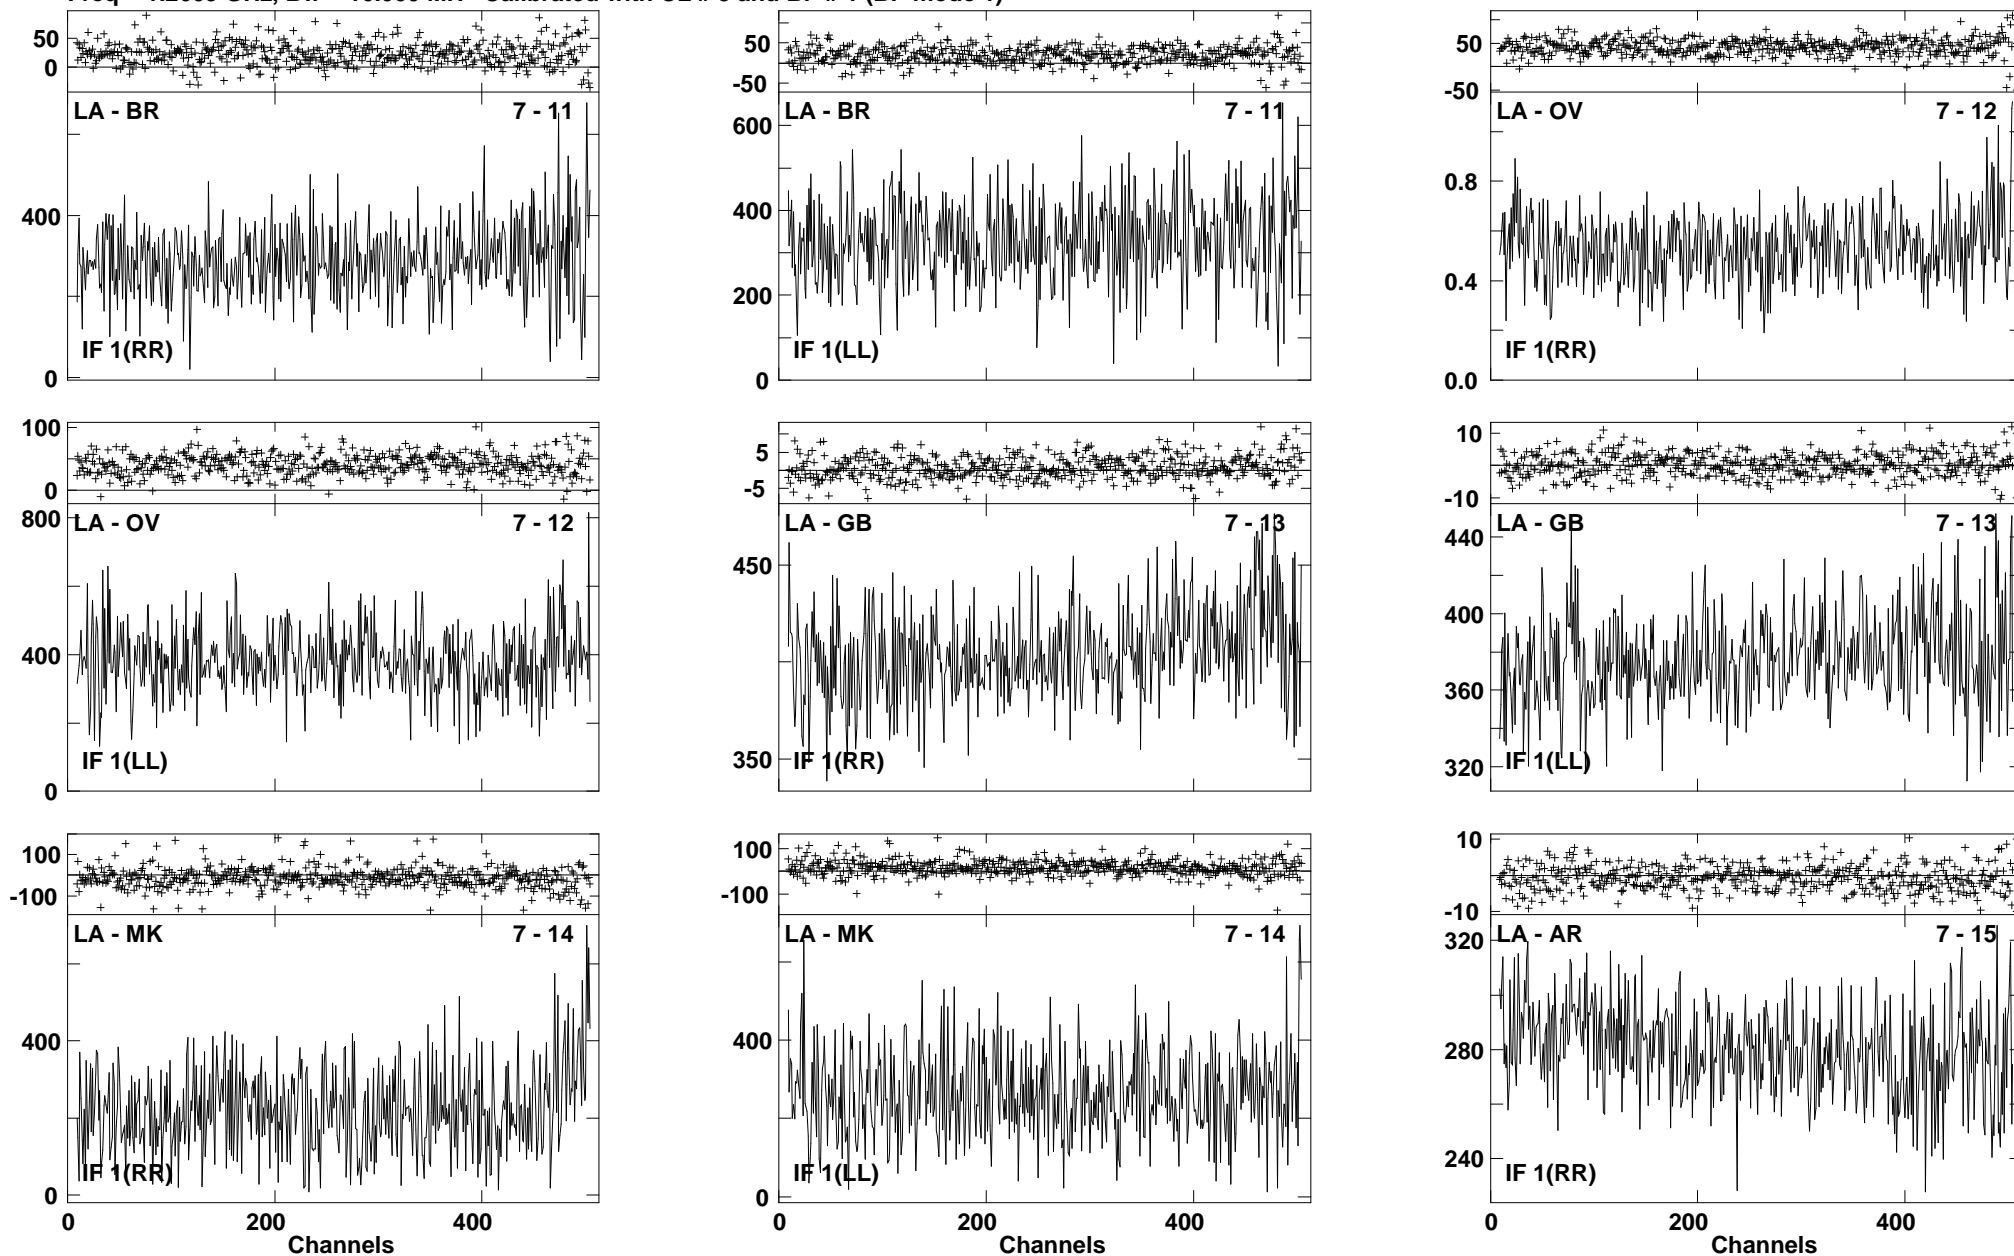 50
0
LA - BR 7 - 11
400
IF 1(RR)
0
50
-50
LA - BR 7 - 11
600
400
200
IF 1(LL)
0
50
-50
LA - OV 7 - 12
0.8
0.4
IF 1(RR)
0.0
100
0
800
LA - OV 7 - 12
400
IF 1(LL)
0
5
-5
LA - GB 7 - 13
450
350
IF 1(RR)
10
-10
LA - GB 7 - 13
440
400
360
320
IF 1(LL)
100
-100
LA - MK 7 - 14
400
IF 1(RR)
0
0 200 400
Channels
100
-100
LA - MK 7 - 14
400
IF 1(LL)
0
0 200 400
Channels
10
-10
LA - AR 7 - 15
320
280
240
IF 1(RR)
0 200 400
Channels